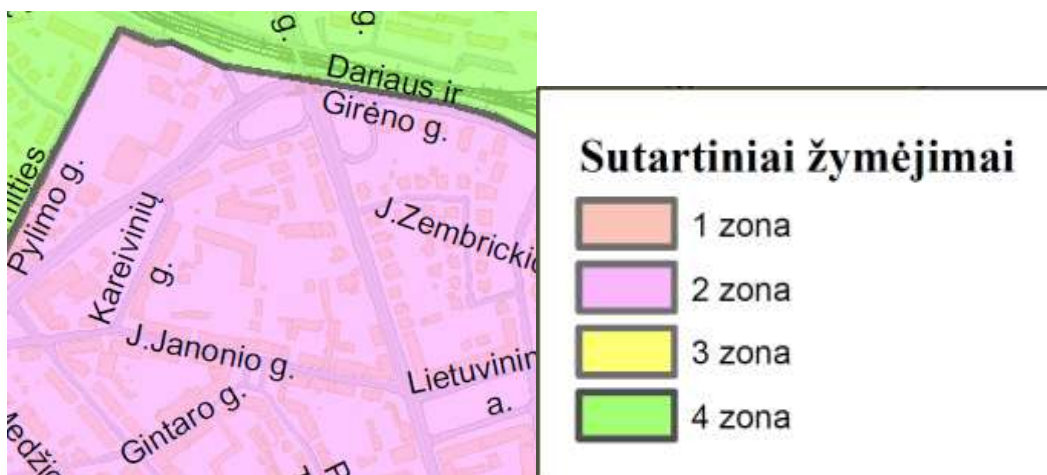 g.
g.
Dariaus ir
Girėno g.
Pylimo g.
Kareivinių
g.
J.Zembrickio
J.Janonio g.
Lietuvinin
a.
Gintaro g.
Sutartiniai žymėjimai
1 zona
2 zona
3 zona
4 zona